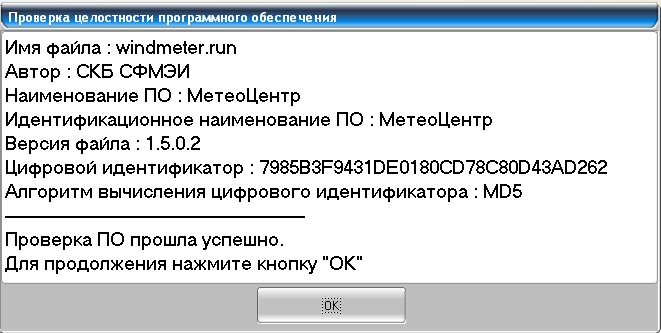 Проверка целостности программного обеспечения
Имя файла : windmeter.run
Автор : СКБ СФМЭИ
Наименование ПО : МетеоЦентр
Идентификационное наименование ПО : МетеоЦентр
Версия файла : 1.5.0.2
Цифровой идентификатор : 7985B3F9431DE0180CD78C80D43AD262
Алгоритм вычисления цифрового идентификатора : MD5
Проверка ПО прошла успешно.
Для продолжения нажмите кнопку "ОК"
OK